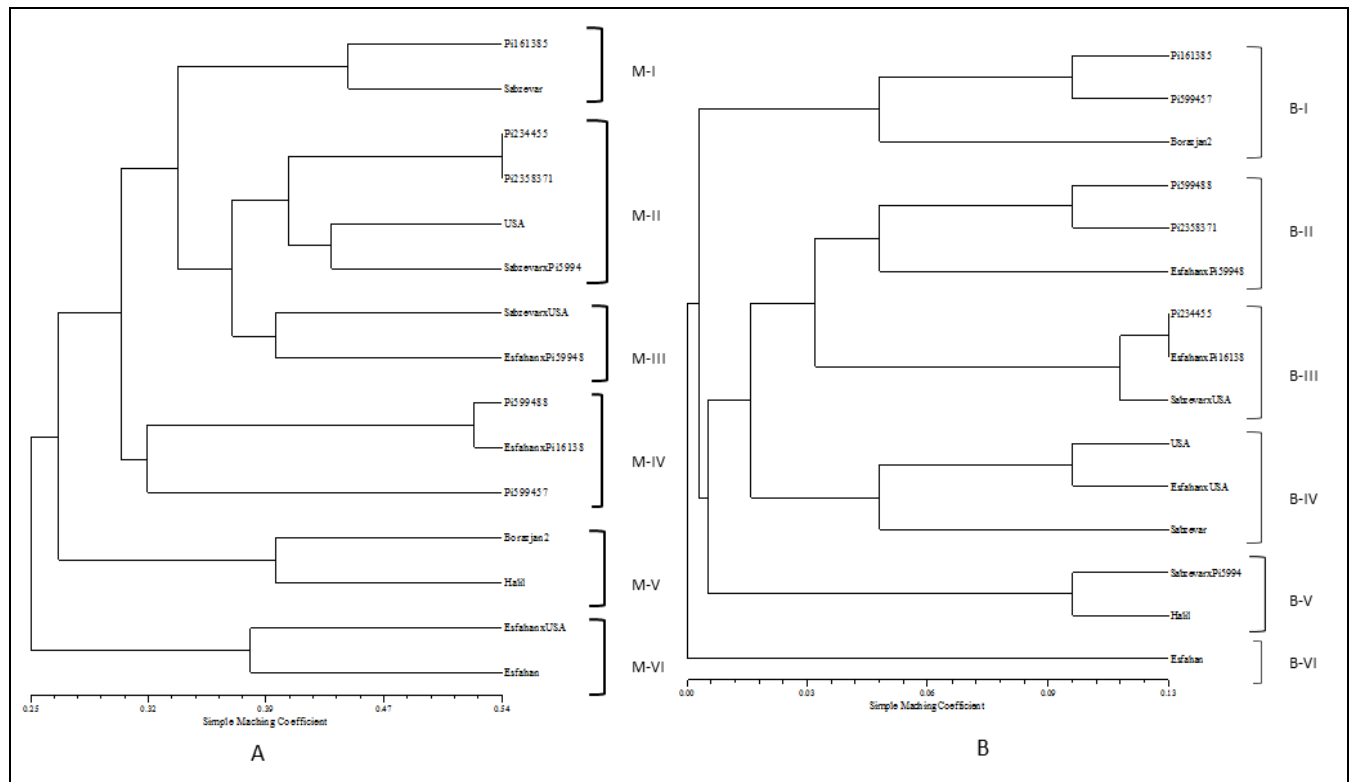 Pi161385
Sabzevar
M-I
Pi234455
Pi2358371
USA
SabzevarxPi5994
M-II
SabzevarxUSA
EsfahanxPi59948
M-III
Pi599488
EsfahanxPi16138
Pi599457
M-IV
Borazjan2
Halil
M-V
EsfahanxUSA
Esfahan
M-VI
0.25 0.32 0.39 0.47 0.54
Simple Maching Coefficient
A
Pi161385
Pi599457
Borazjan2
B-I
Pi599488
Pi2358371
EsfahanxPi59948
B-II
Pi234455
EsfahanxPi16138
SabzevarxUSA
B-III
USA
EsfahanxUSA
Sabzevar
B-IV
SabzevarxPi5994
Halil
B-V
Esfahan
B-VI
0.00 0.03 0.06 0.09 0.13
Simple Maching Coefficient
B